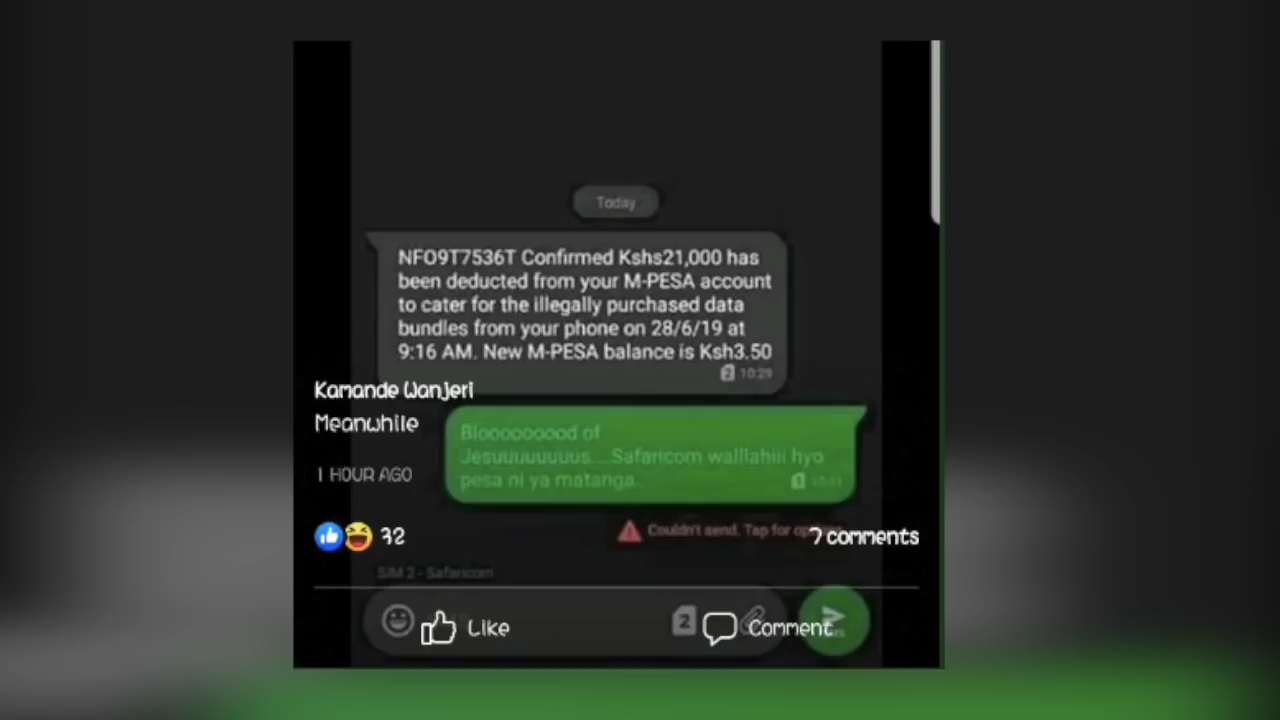 Today
NFO9T7536T Confirmed Kshs21,000 has
been deducted from your M-PESA account
to cater for the illegally purchased data
bundles from your phone on 28/6/19 at
9:16 AM. New M-PESA balance is Ksh3.50
2 10:29
Kamande Wanjeri
Meanwhile
1 HOUR AGO
Blooooooood of
Jesuuuuuuuus....Safaricom walllahiii hyo
pesa ni ya matanga..
Couldn't send. Tap for
32
7 comments
SIM 2 - Safaricom
2
Like
Comment